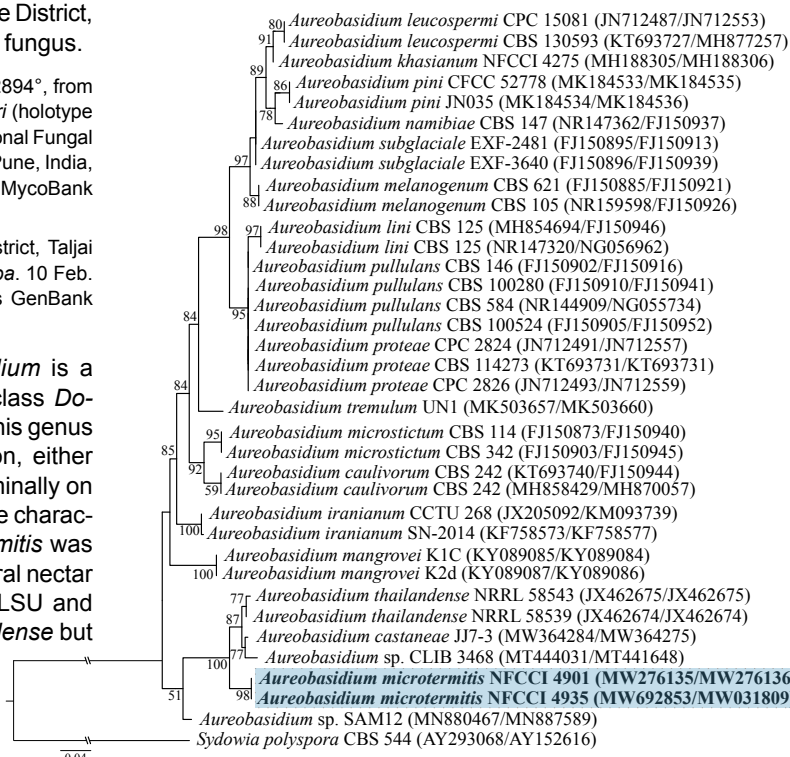 e District,
fungus.
2894°, from
ri (holotype
onal Fungal
Pune, India,
MycoBank
strict, Taljai
pa. 10 Feb.
s GenBank
dium is a
class Do-
his genus
on, either
minally on
e charac-
mitis was
ral nectar
LSU and
dense but
80
Aureobasidium leucospermi CPC 15081 (JN712487/JN712553)
91
Aureobasidium leucospermi CBS 130593 (KT693727/MH877257)
Aureobasidium khasianum NFCCI 4275 (MH188305/MH188306)
89
86
Aureobasidium pini CFCC 52778 (MK184533/MK184535)
Aureobasidium pini JN035 (MK184534/MK184536)
78
Aureobasidium namibiae CBS 147 (NR147362/FJ150937)
Aureobasidium subglaciale EXF-2481 (FJ150895/FJ150913)
97
Aureobasidium subglaciale EXF-3640 (FJ150896/FJ150939)
Aureobasidium melanogenum CBS 621 (FJ150885/FJ150921)
88
Aureobasidium melanogenum CBS 105 (NR159598/FJ150926)
98
97
Aureobasidium lini CBS 125 (MH854694/FJ150946)
Aureobasidium lini CBS 125 (NR147320/NG056962)
Aureobasidium pullulans CBS 146 (FJ150902/FJ150916)
Aureobasidium pullulans CBS 100280 (FJ150910/FJ150941)
95
Aureobasidium pullulans CBS 584 (NR144909/NG055734)
84
Aureobasidium pullulans CBS 100524 (FJ150905/FJ150952)
Aureobasidium proteae CPC 2824 (JN712491/JN712557)
Aureobasidium proteae CBS 114273 (KT693731/KT693731)
84
Aureobasidium proteae CPC 2826 (JN712493/JN712559)
Aureobasidium tremulum UN1 (MK503657/MK503660)
95
Aureobasidium microstictum CBS 114 (FJ150873/FJ150940)
85
Aureobasidium microstictum CBS 342 (FJ150903/FJ150945)
92
Aureobasidium caulivorum CBS 242 (KT693740/FJ150944)
59
Aureobasidium caulivorum CBS 242 (MH858429/MH870057)
Aureobasidium iranianum CCTU 268 (JX205092/KM093739)
100
Aureobasidium iranianum SN-2014 (KF758573/KF758577)
Aureobasidium mangrovei K1C (KY089085/KY089084)
100
Aureobasidium mangrovei K2d (KY089087/KY089086)
77
Aureobasidium thailandense NRRL 58543 (JX462675/JX462675)
87
Aureobasidium thailandense NRRL 58539 (JX462674/JX462674)
Aureobasidium castaneae JJ7-3 (MW364284/MW364275)
77
100
Aureobasidium sp. CLIB 3468 (MT444031/MT441648)
Aureobasidium microtermitis NFCCI 4901 (MW276135/MW276136
98
Aureobasidium microtermitis NFCCI 4935 (MW692853/MW031809
51
Aureobasidium sp. SAM12 (MN880467/MN887589)
Sydowia polyspora CBS 544 (AY293068/AY152616)
0.04